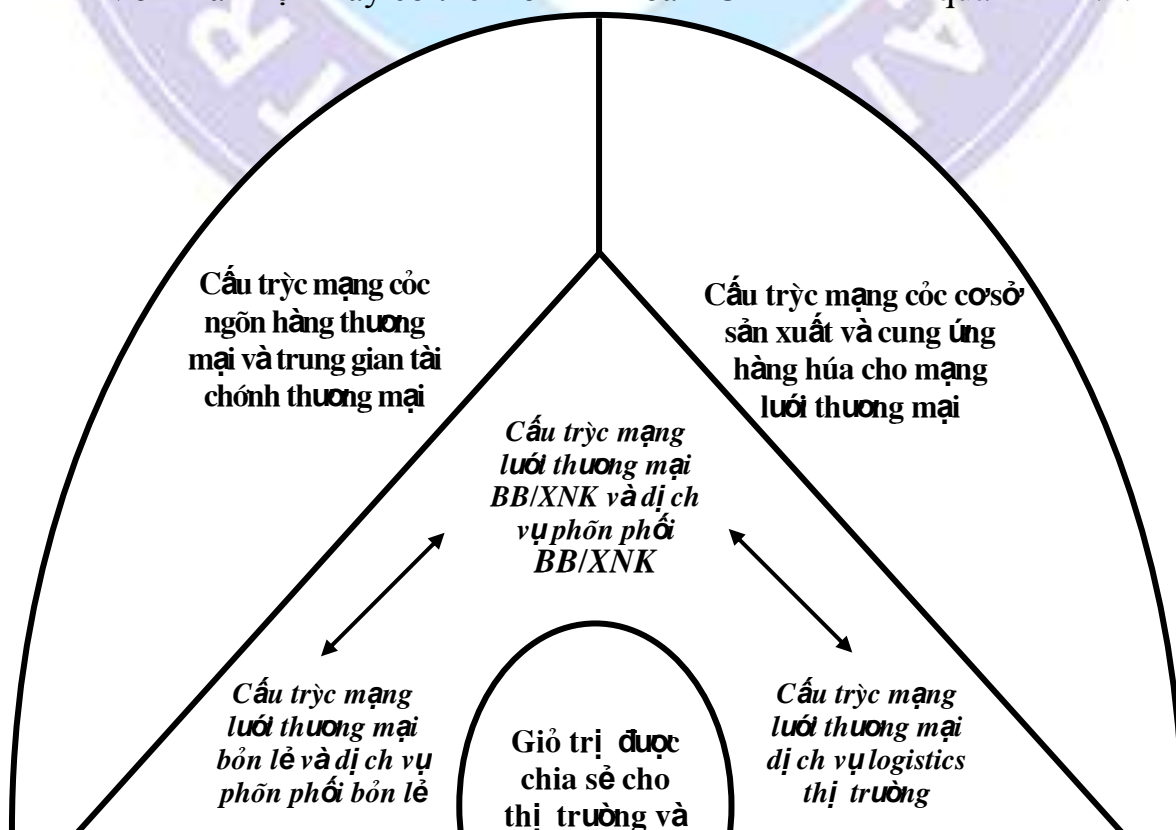 Cấu trỳc mạng cỏc
ngõn hàng thương
mại và trung gian tài
chớnh thương mại
Cấu trỳc mạng cỏc cơ sở
sản xuất và cung ứng
hàng húa cho mạng
lưới thương mại
Cấu trỳc mạng
lưới thương mại
BB/XNK và dịch
vụ phõn phối
BB/XNK
Cấu trỳc mạng
lưới thương mại
bỏn lẻ và dịch vụ
phõn phối bỏn lẻ
Giỏ trị được
chia sẻ cho
thị trường và
Cấu trỳc mạng
lưới thương mại
dịch vụ logistics
thị trường